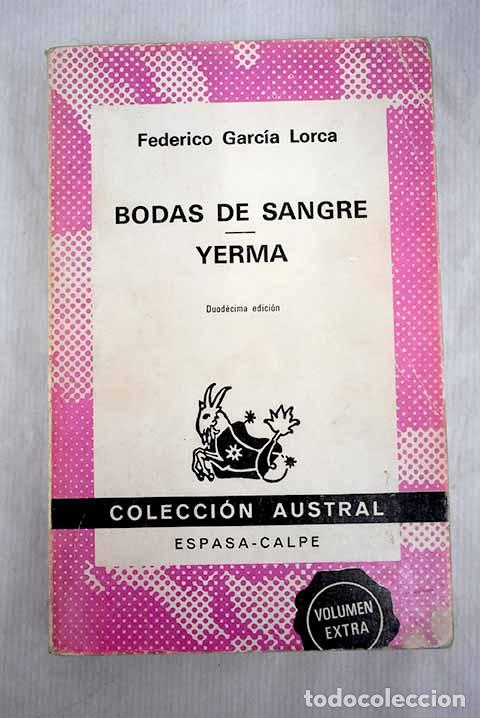 Federico García Lorca
BODAS DE SANGRE
YERMA
Duodécima edición
COLECCIÓN AUSTRAL
ESPASA-CALPE
VOLUMEN
EXTRA
todocoleccion